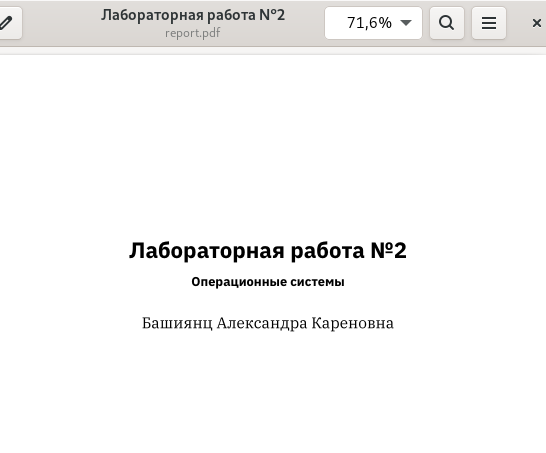 Лабораторная работа №2
report.pdf
71,6%
Лабораторная работа №2
Операционные системы
Башиянц Александра Кареновна